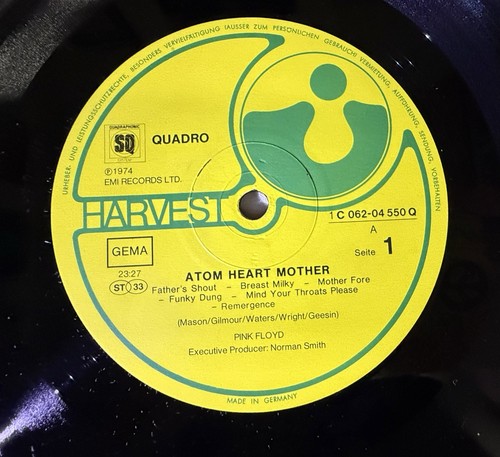 URHEBER- UND LEISTUNGSSCHUTZRECHTE, BESONDERS VERVIELFÄLTIGUNG (AUSSER ZUM PERSÖNLICHEN GEBRAUCH) VERMIETUNG, AUFFÜHRUNG, SENDUNG, VORBEHALTEN
QUADRAPHONIC
SQ
QUADRO
℗1974
EMI RECORDS LTD.
HARVEST
1 C 062-04 550 Q
A
GEMA
Seite 1
23:27
ST 33
ATOM HEART MOTHER
Father's Shout – Breast Milky – Mother Fore
– Funky Dung – Mind Your Throats Please
– Remergence
(Mason/Gilmour/Waters/Wright/Geesin)
PINK FLOYD
Executive Producer: Norman Smith
MADE IN GERMANY